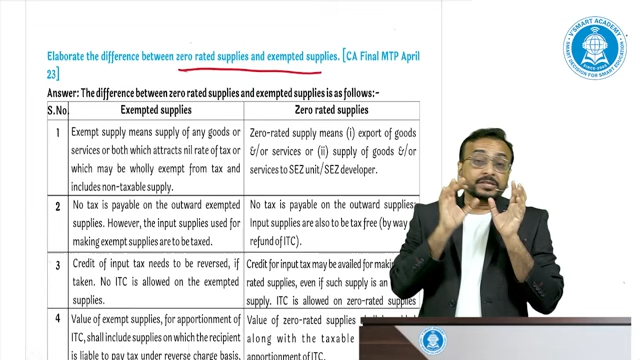 V SMART ACADEMY
SMART DECISION FOR SMART EDUCATION
Elaborate the difference between zero rated supplies and exempted supplies. [CA Final MTP April
23]
Answer: The difference between zero rated supplies and exempted supplies is as follows:-
S.No. Exempted supplies Zero rated supplies
1 Exempt supply means supply of any goods or
services or both which attracts nil rate of tax or
which may be wholly exempt from tax and
includes non-taxable supply.
Zero-rated supply means (i) export of goods
&/or services or (ii) supply of goods &/or
services to SEZ unit/SEZ developer.
2 No tax is payable on the outward exempted
supplies. However, the input supplies used for
making exempt supplies are to be taxed.
No tax is payable on the outward supplies;
Input supplies are also to be tax free (by way o
refund of ITC).
3 Credit of input tax needs to be reversed, if
taken. No ITC is allowed on the exempted
supplies.
Credit for input tax may be availed for making
rated supplies, even if such supply is an
supply. ITC is allowed on zero-rated supplies
4 Value of exempt supplies, for apportionment of
ITC, shall include supplies on which the recipient
is liable to pay tax under reverse charge basis,
Value of zero-rated supplies
along with the taxable
apportionment of ITC.